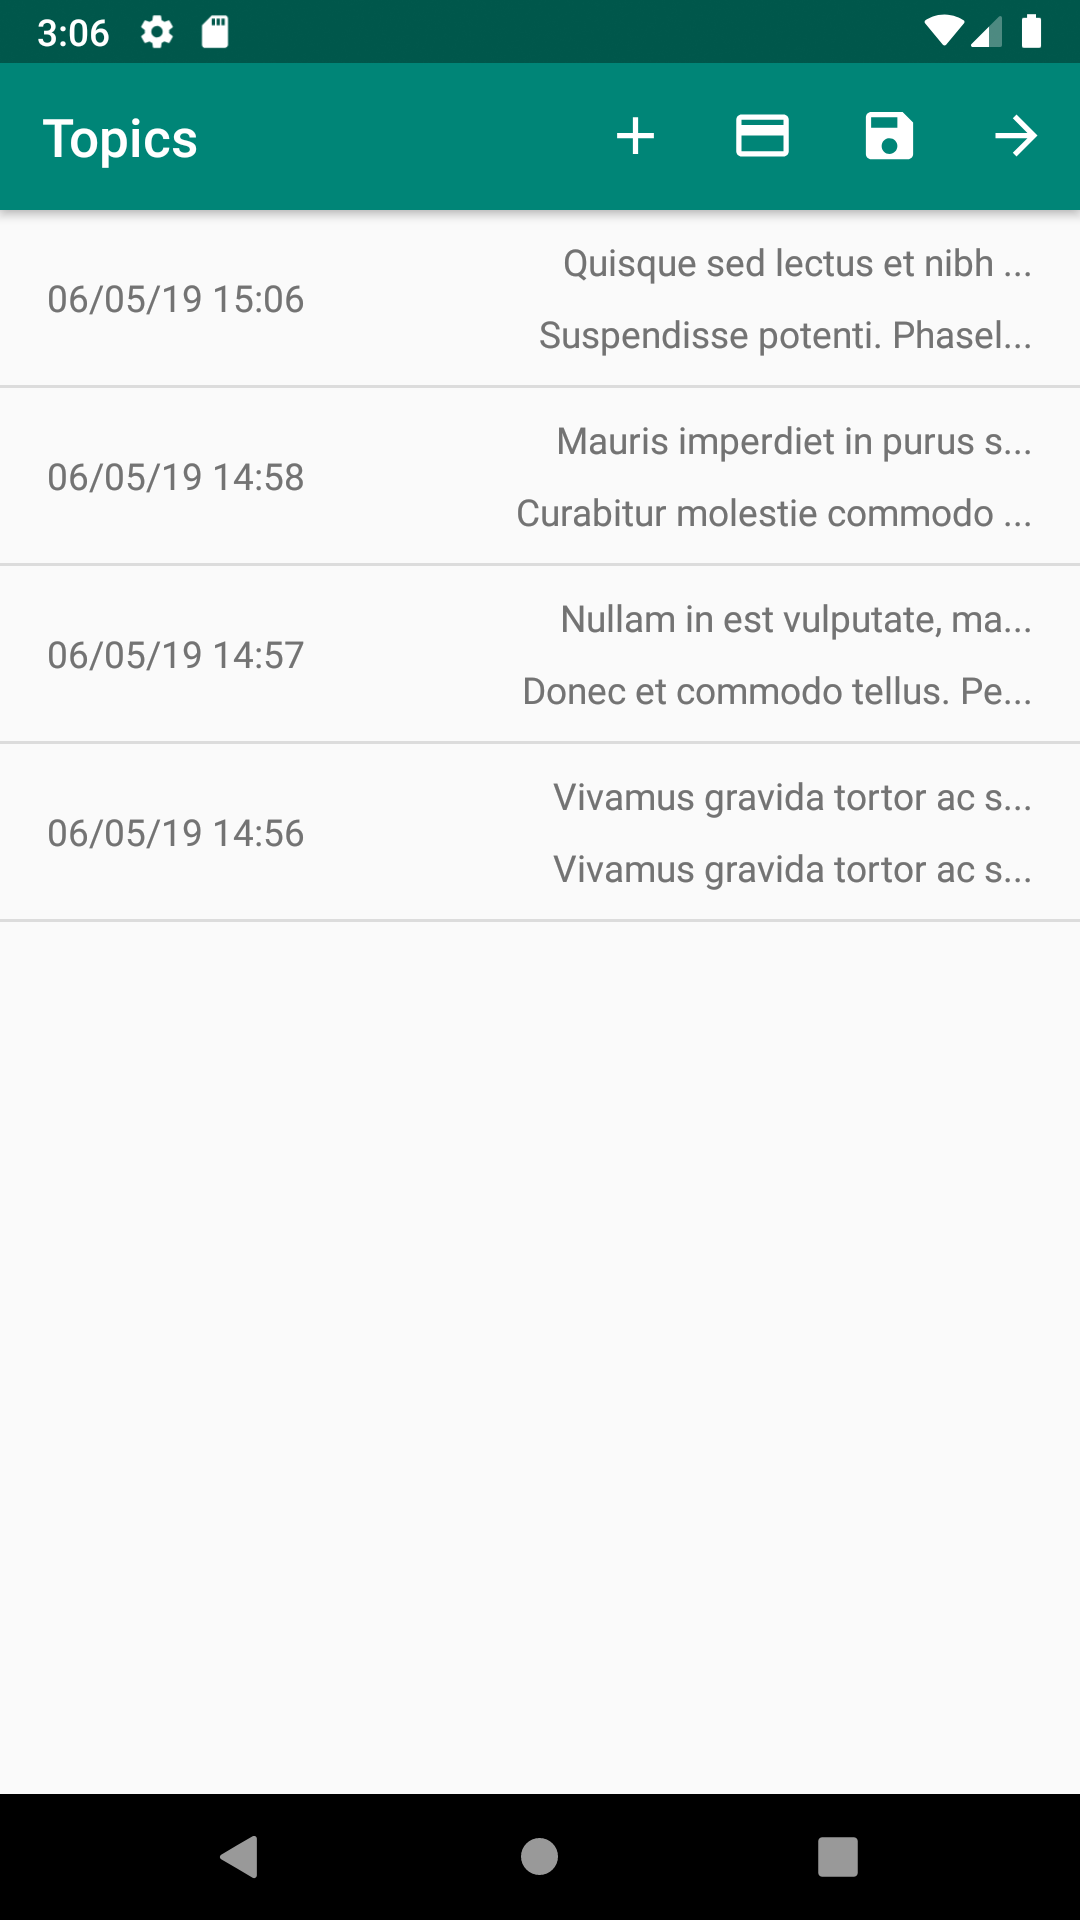 3:06
Topics
Quisque sed lectus et nibh ...
06/05/19 15:06
Suspendisse potenti. Phasel...
Mauris imperdiet in purus s...
06/05/19 14:58
Curabitur molestie commodo ...
Nullam in est vulputate, ma...
06/05/19 14:57
Donec et commodo tellus. Pe...
Vivamus gravida tortor ac s...
06/05/19 14:56
Vivamus gravida tortor ac s...